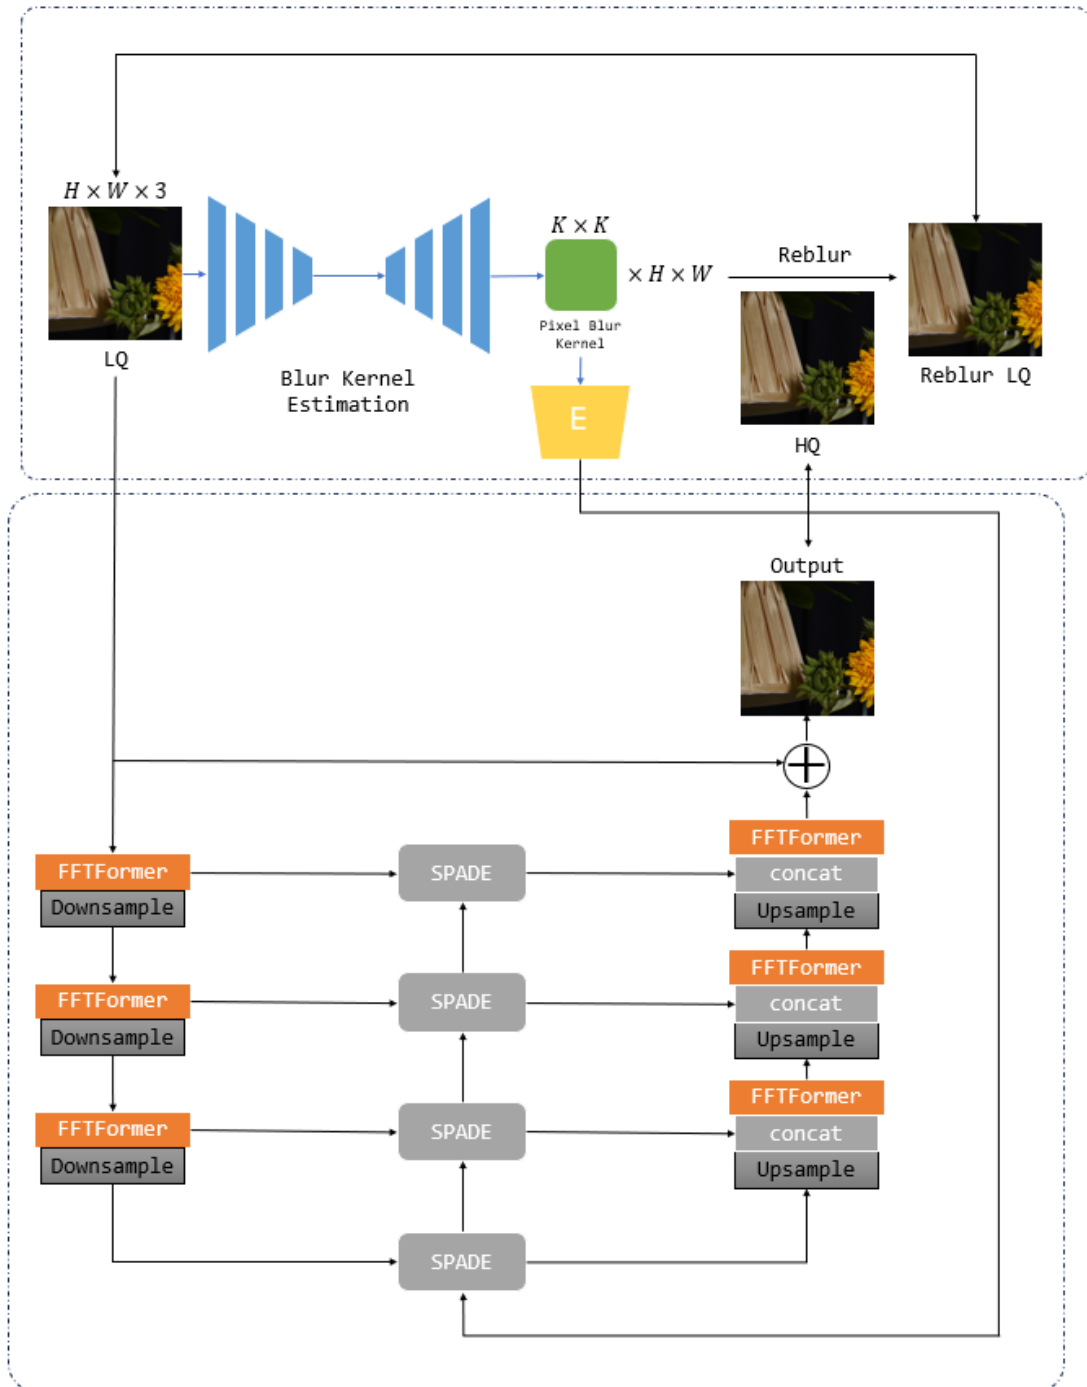 H × W × 3
LQ
Blur Kernel
Estimation
K × K
× H × W
Pixel Blur
Kernel
E
Reblur
HQ
Reblur LQ
Output
FFTFormer
Downsample
SPADE
FFTFormer
concat
Upsample
FFTFormer
Downsample
SPADE
FFTFormer
concat
Upsample
FFTFormer
Downsample
SPADE
FFTFormer
concat
Upsample
SPADE